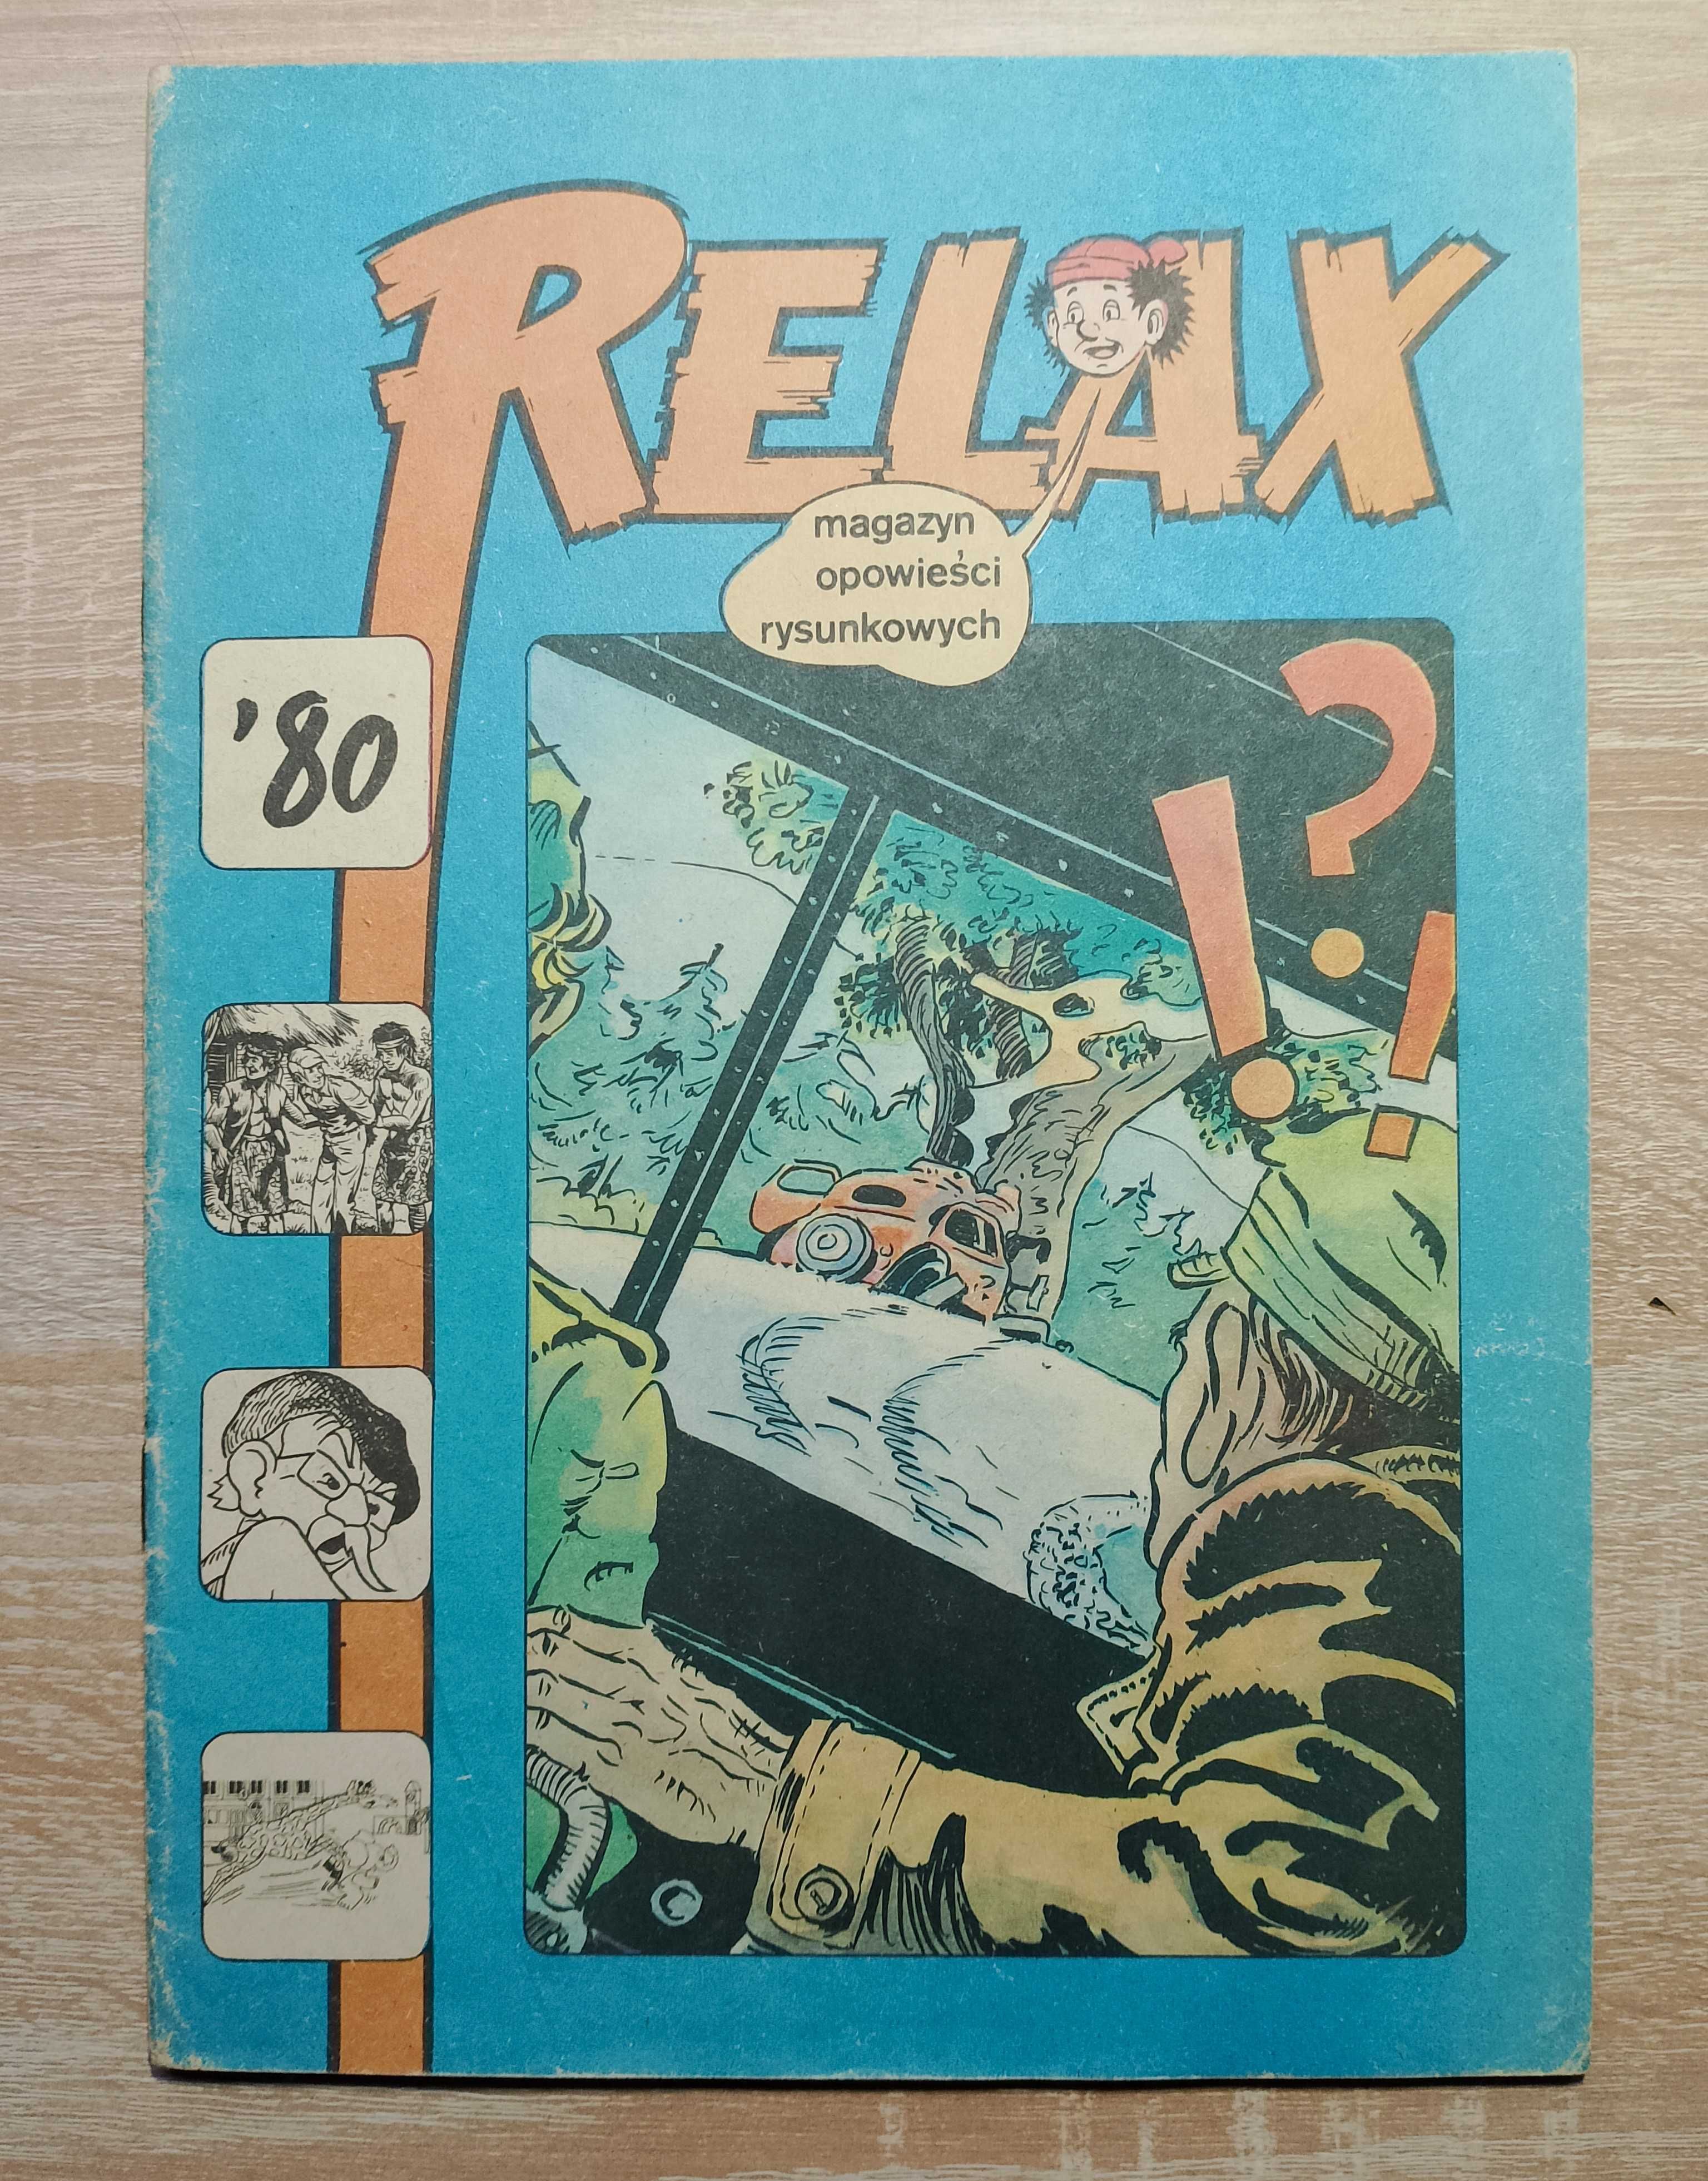 RELAX
magazyn
opowieści
rysunkowych
'80
?
!
!